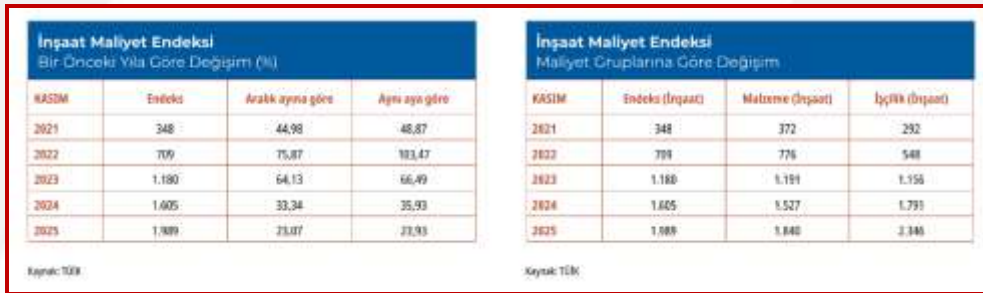 İnşaat Maliyet Endeksi
Bir Önceki Yıla Göre Değişim (%)
KASIM Endeks Aralık ayına göre Aynı aya göre
2021 348 44,98 48,87
2022 709 75,87 103,47
2023 1.180 64,13 66,49
2024 1.605 33,34 35,93
2025 1.989 23,07 23,93
Kaynak: TÜİK
İnşaat Maliyet Endeksi
Maliyet Gruplarına Göre Değişim
KASIM Endeks (İnşaat) Malzeme (İnşaat) İşçilik (İnşaat)
2021 348 372 292
2022 709 776 548
2023 1.180 1.191 1.156
2024 1.605 1.527 1.791
2025 1.989 1.840 2.346
Kaynak: TÜİK